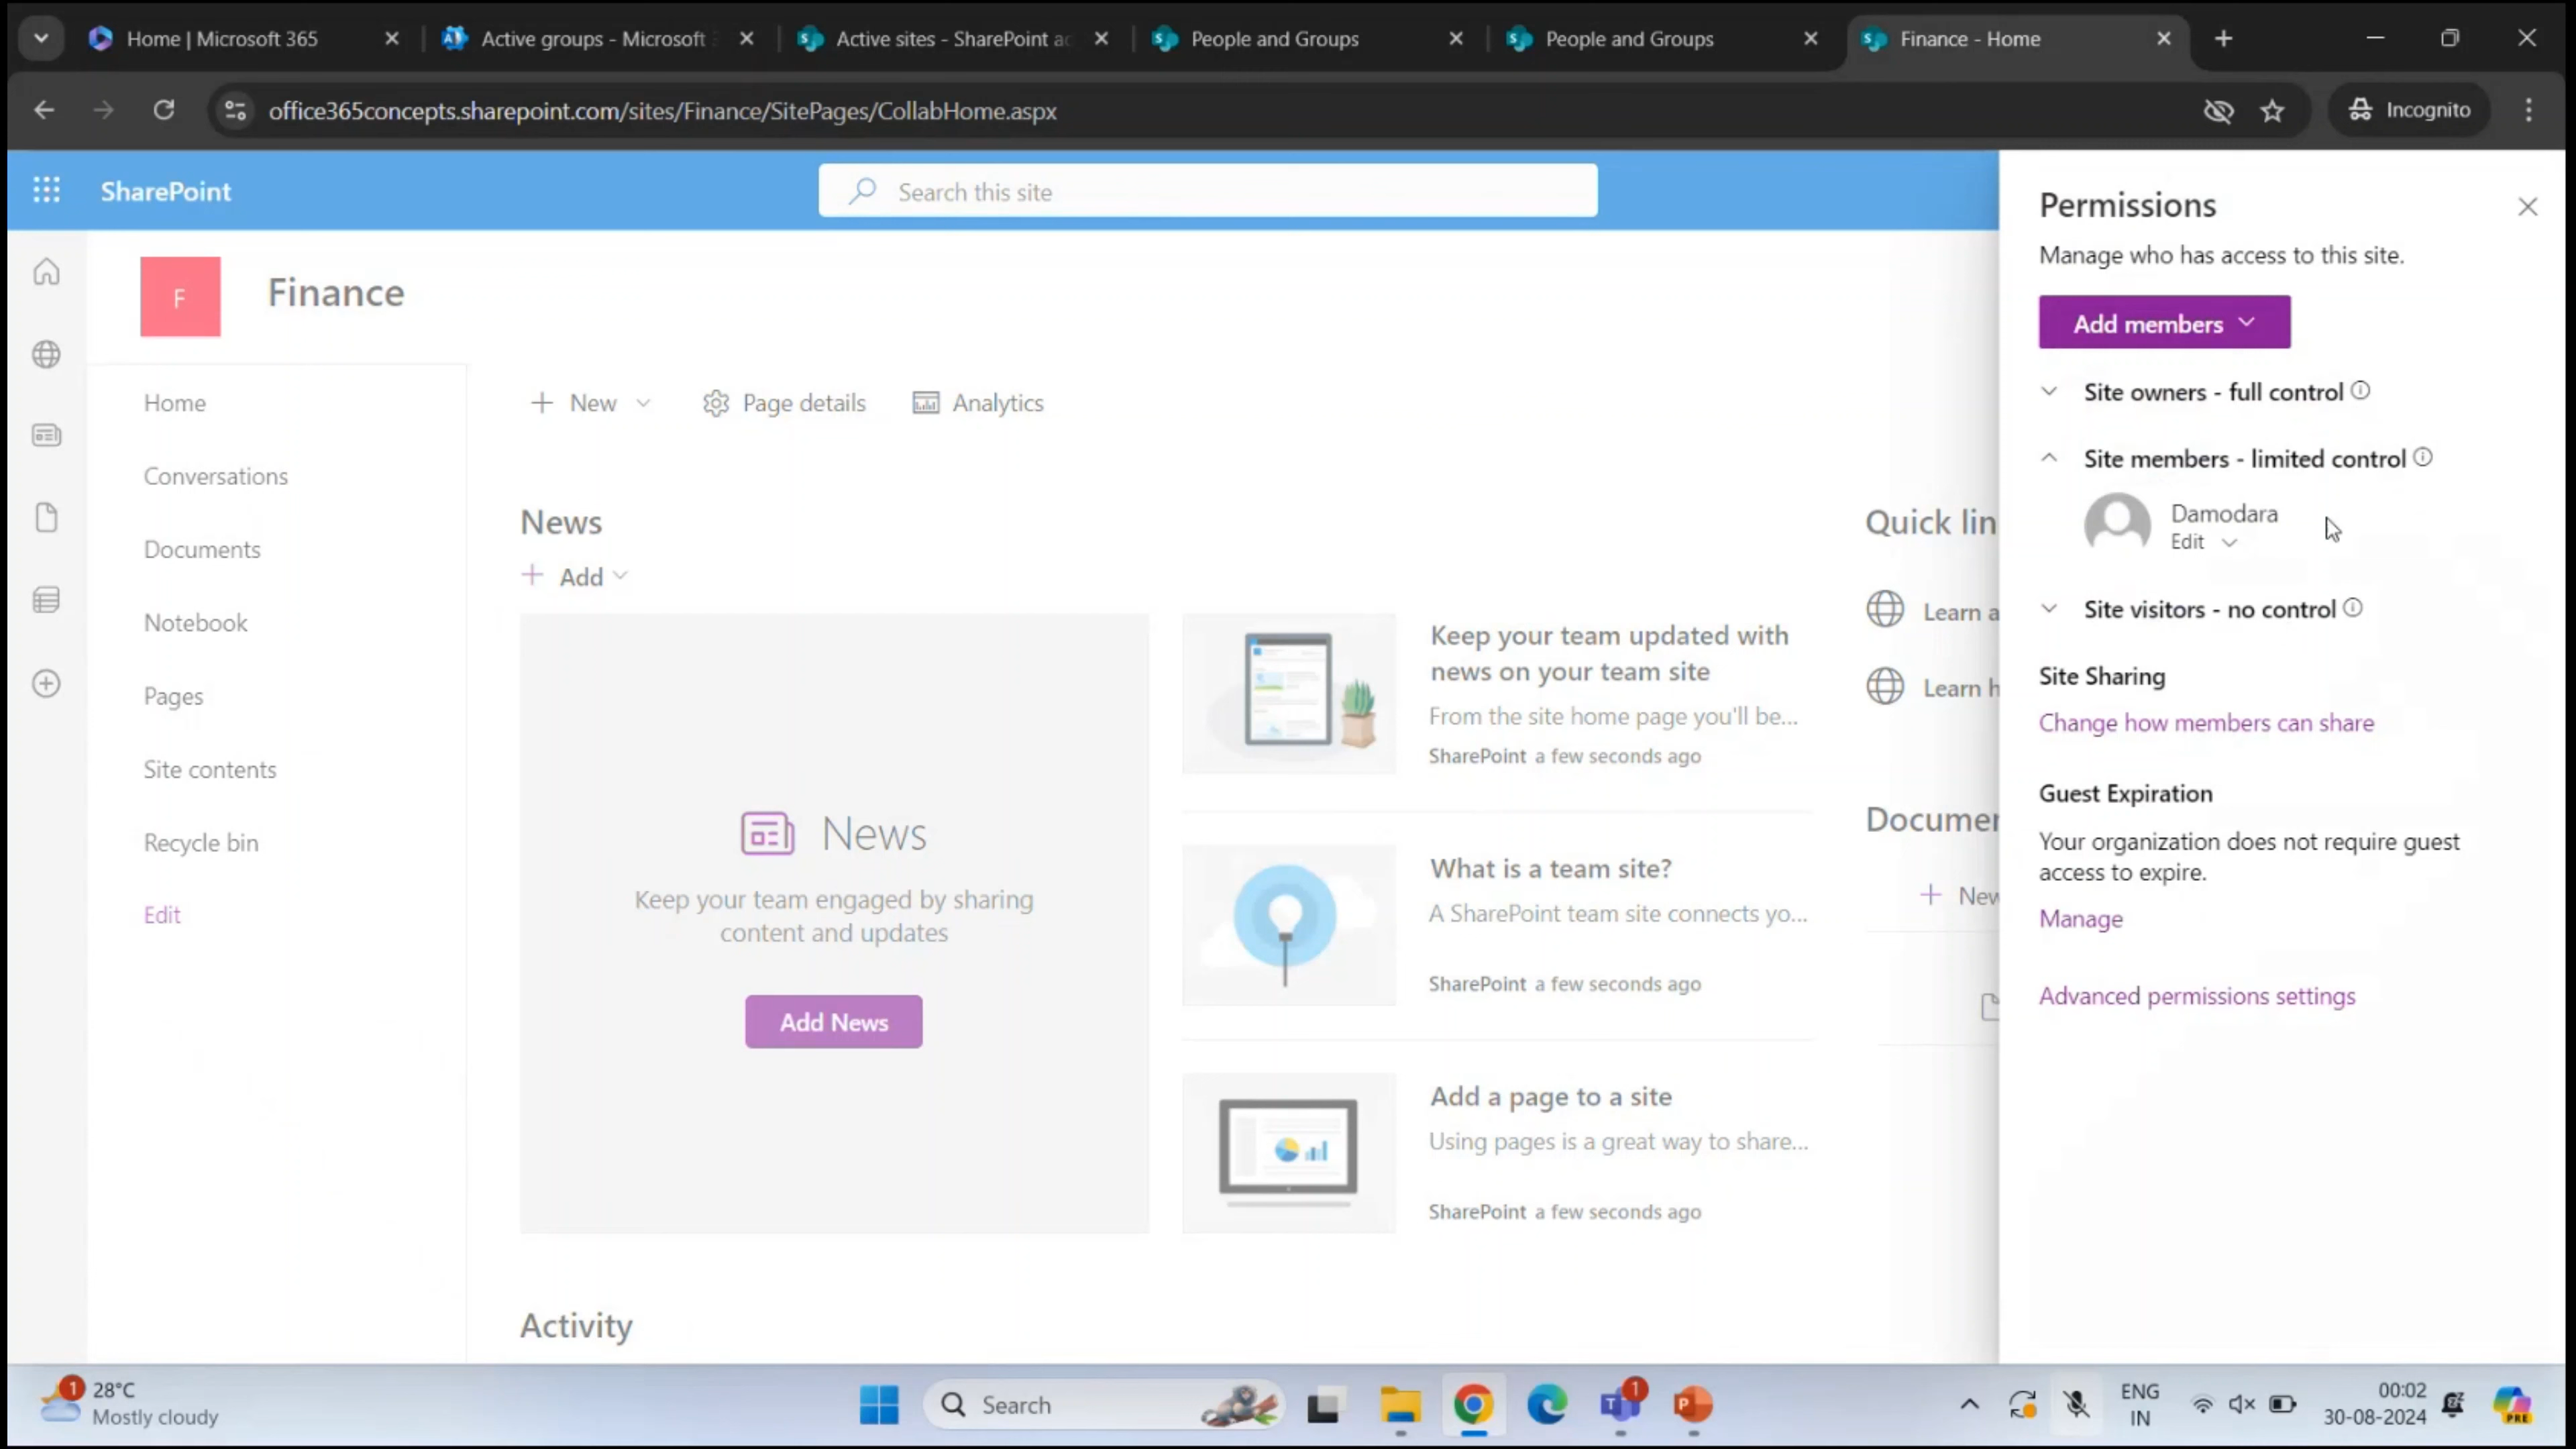 Home | Microsoft 365
Active groups - Microsoft
Active sites - SharePoint ad
People and Groups
People and Groups
Finance - Home
office365concepts.sharepoint.com/sites/Finance/SitePages/CollabHome.aspx
Incognito
SharePoint
Search this site
F
Finance
Home
Conversations
Documents
Notebook
Pages
Site contents
Recycle bin
Edit
New
Page details
Analytics
News
Add
News
Keep your team engaged by sharing
content and updates
Add News
Keep your team updated with
news on your team site
From the site home page you'll be...
SharePoint a few seconds ago
What is a team site?
A SharePoint team site connects yo...
SharePoint a few seconds ago
Add a page to a site
Using pages is a great way to share...
SharePoint a few seconds ago
Activity
Quick lin
Learn a
Learn h
Documen
New
Permissions
Manage who has access to this site.
Add members
Site owners - full control
Site members - limited control
Damodara
Edit
Site visitors - no control
Site Sharing
Change how members can share
Guest Expiration
Your organization does not require guest
access to expire.
Manage
Advanced permissions settings
1
28°C
Mostly cloudy
Search
1
ENG
IN
00:02
30-08-2024
PRE